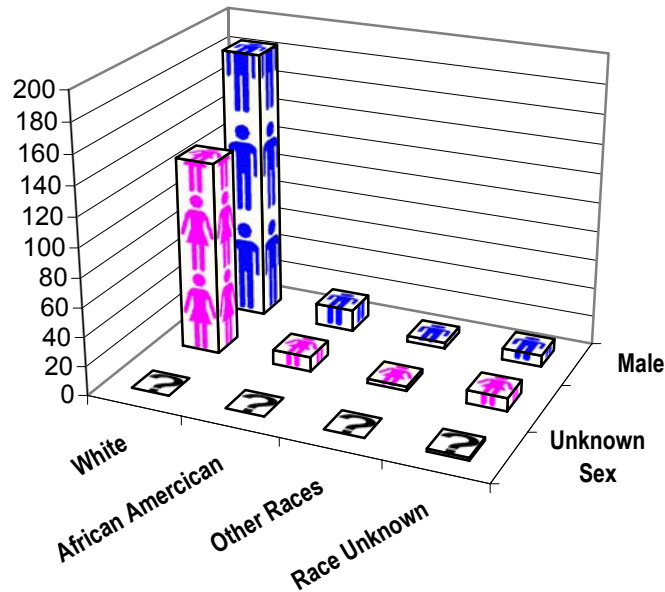 200
180
160
140
120
100
80
60
40
20
0
White
African Amercican
Other Races
Race Unknown
Male
Unknown
Sex
?
?
?
?